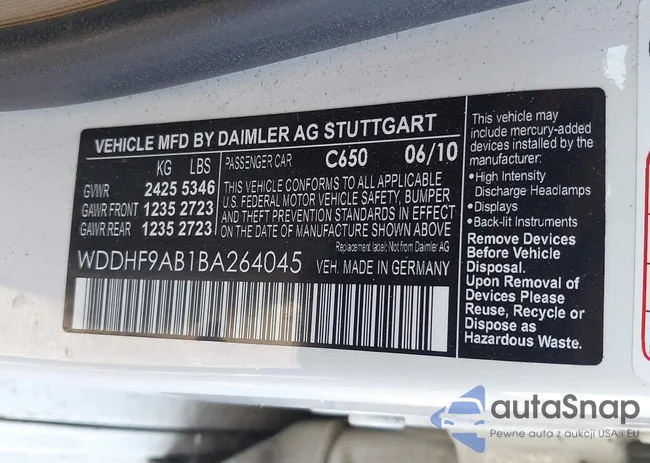 VEHICLE MFD BY DAIMLER AG STUTTGART
KG LBS PASSENGER CAR C650 06/10
GVWR 2425 5346
GAWR FRONT 1235 2723
GAWR REAR 1235 2723
THIS VEHICLE CONFORMS TO ALL APPLICABLE
U.S. FEDERAL MOTOR VEHICLE SAFETY, BUMPER
AND THEFT PREVENTION STANDARDS IN EFFECT
ON THE DATE OF MANUFACTURE SHOWN ABOVE
Replacement label: Not from Daimler AG
WDDHF9AB1BA264045 VEH. MADE IN GERMANY
This vehicle may
include mercury-added
devices installed by the
manufacturer:
• High Intensity
Discharge Headlamps
• Displays
• Back-lit Instruments
Remove Devices
Before Vehicle
Disposal.
Upon Removal of
Devices Please
Reuse, Recycle or
Dispose as
Hazardous Waste.
autaSnap
Pewne auta z aukcji USA i EU